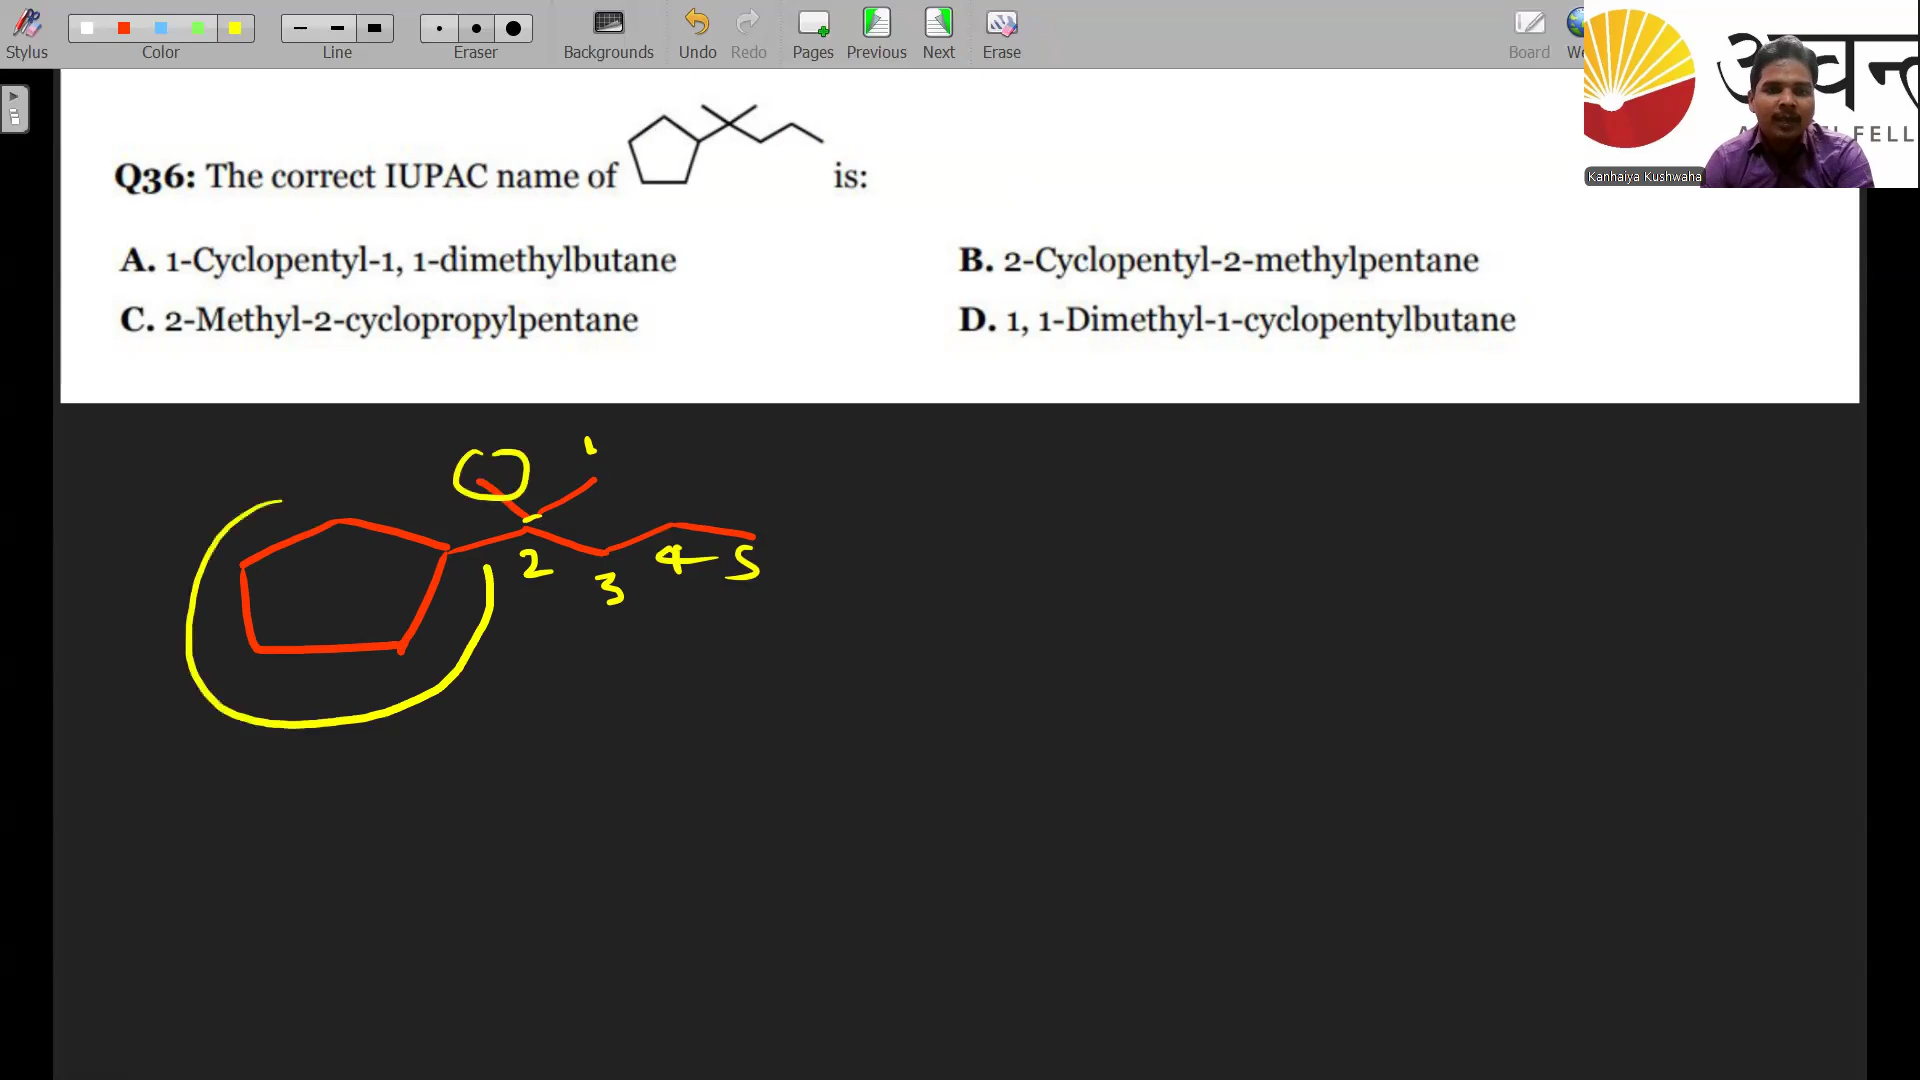 Stylus Color Line Eraser Backgrounds Undo Redo Pages Previous Next Erase Board
Kanhaiya Kushwaha
Q36: The correct IUPAC name of is:
A. 1-Cyclopentyl-1, 1-dimethylbutane
B. 2-Cyclopentyl-2-methylpentane
C. 2-Methyl-2-cyclopropylpentane
D. 1, 1-Dimethyl-1-cyclopentylbutane
1
2 3 4 5